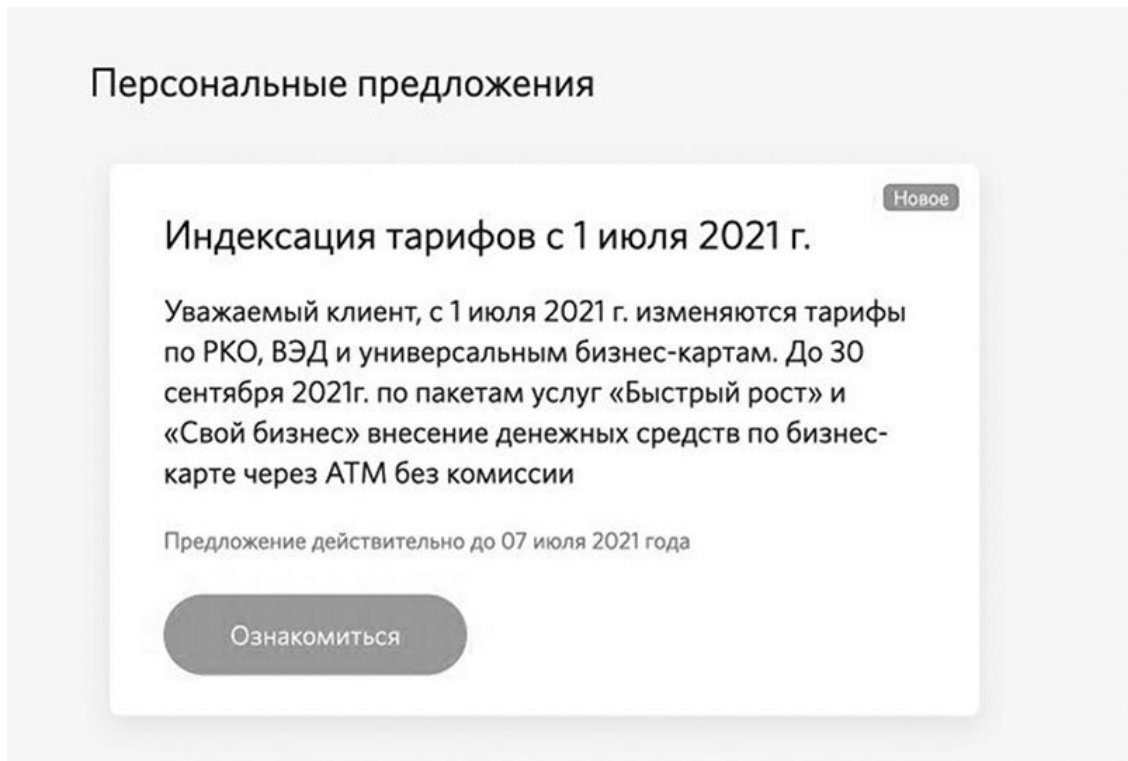 Персональные предложения
Новое
Индексация тарифов с 1 июля 2021 г.
Уважаемый клиент, с 1 июля 2021 г. изменяются тарифы
по РКО, ВЭД и универсальным бизнес-картам. До 30
сентября 2021г. по пакетам услуг «Быстрый рост» и
«Свой бизнес» внесение денежных средств по бизнес-
карте через АТМ без комиссии
Предложение действительно до 07 июля 2021 года
Ознакомиться